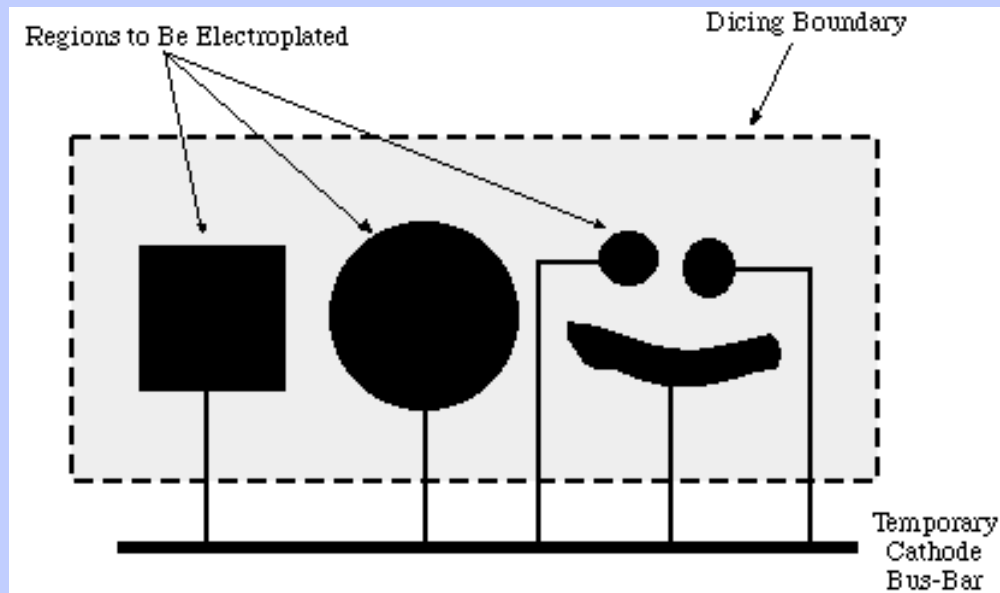 Regions to Be Electroplated
Dicing Boundary
Temporary
Cathode
Bus-Bar